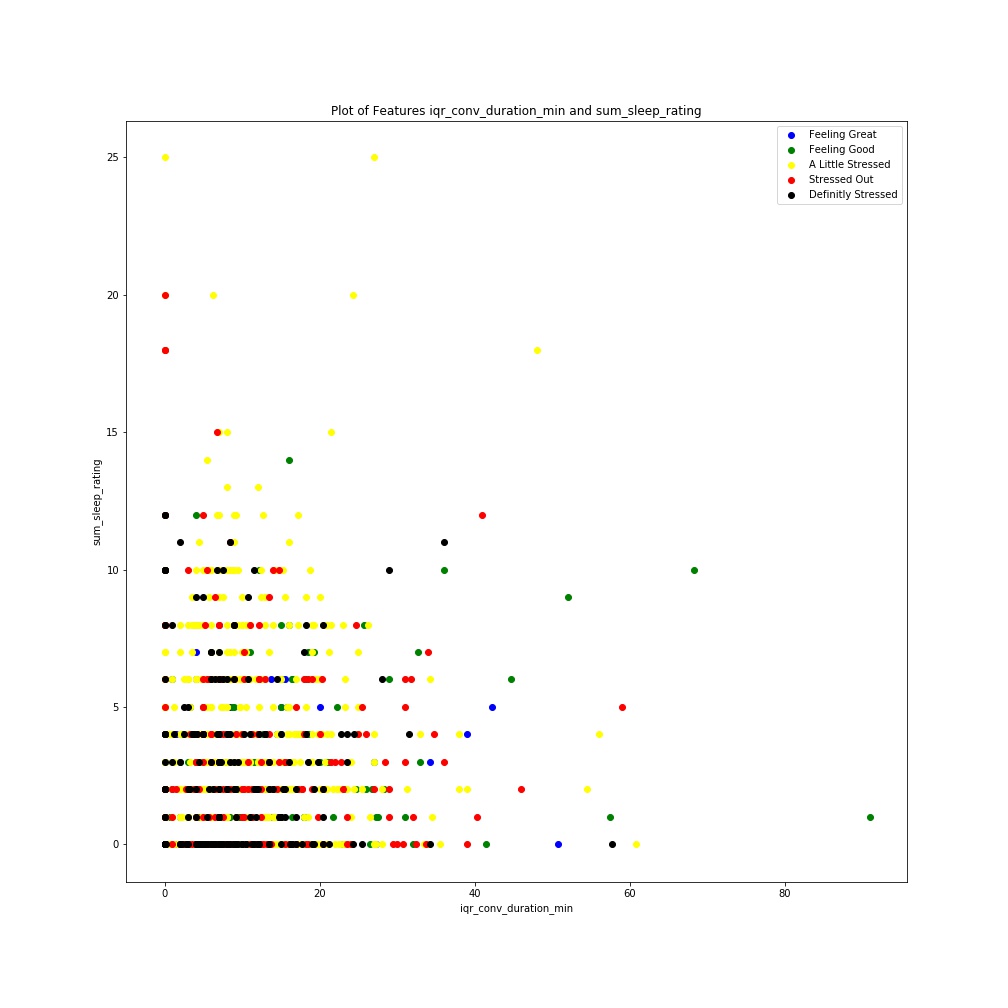 Plot of Features iqr_conv_duration_min and sum_sleep_rating
Feeling Great
Feeling Good
A Little Stressed
Stressed Out
Definitly Stressed
25
20
15
10
5
0
sum_sleep_rating
0 20 40 60 80
iqr_conv_duration_min